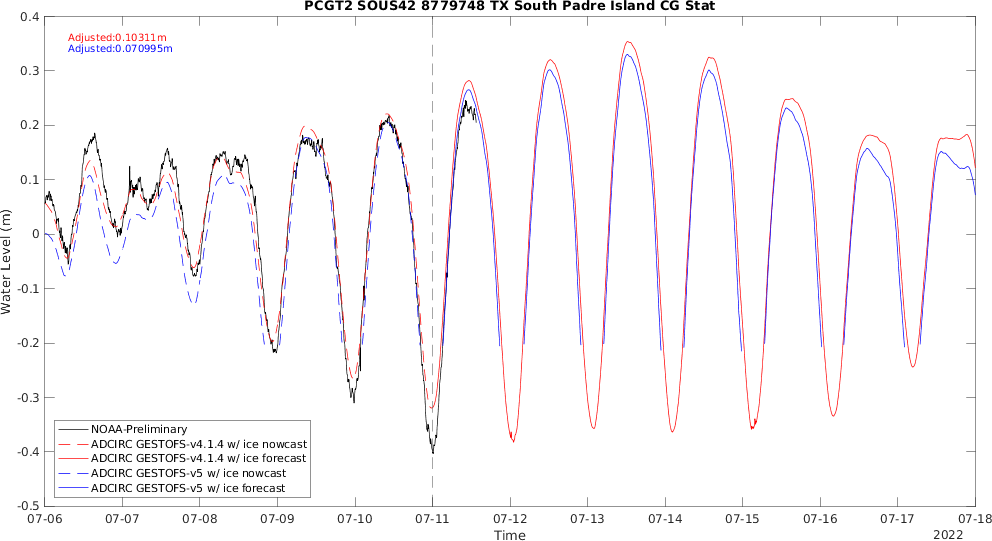 PCGT2 SOUS42 8779748 TX South Padre Island CG Stat
Adjusted:0.10311m
Adjusted:0.070995m
0.4
0.3
0.2
0.1
0
-0.1
-0.2
-0.3
-0.4
-0.5
Water Level (m)
NOAA-Preliminary
ADCIRC GESTOFS-v4.1.4 w/ ice nowcast
ADCIRC GESTOFS-v4.1.4 w/ ice forecast
ADCIRC GESTOFS-v5 w/ ice nowcast
ADCIRC GESTOFS-v5 w/ ice forecast
07-06 07-07 07-08 07-09 07-10 07-11 07-12 07-13 07-14 07-15 07-16 07-17 07-18
Time
2022